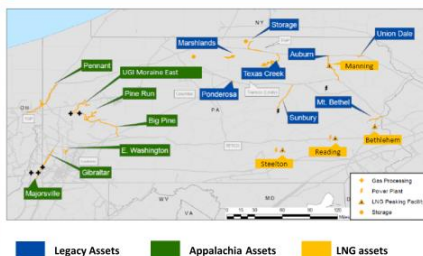 NY
Storage
Union Dale
Marshlands
Auburn
Pennant
Texas Creek
Manning
UGI Moraine East
Ponderosa
OH
Pine Run
PA
Mt. Bethel
Big Pine
Sunbury
Bethlehem
E. Washington
Reading
Steelton
Gibraltar
Majorsville
Gas Processing
Power Plant
LNG Peaking Facility
Storage
WV
MD
VA
Legacy Assets
Appalachia Assets
LNG assets